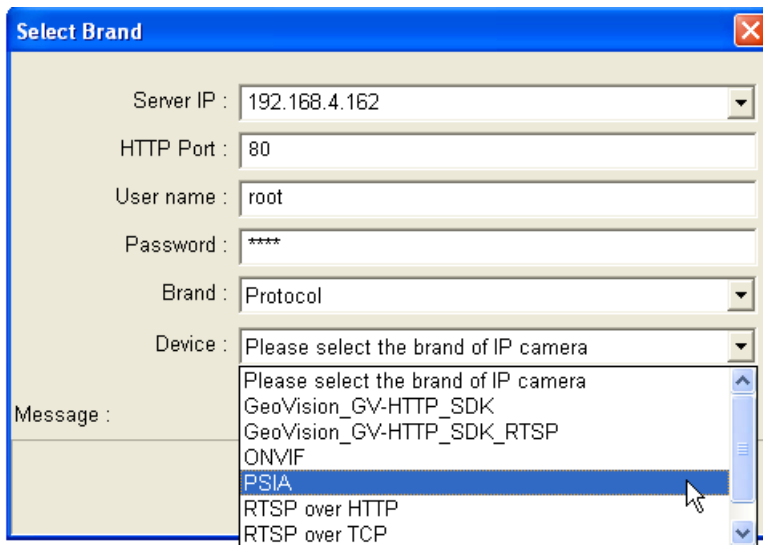 Select Brand
Server IP : 192.168.4.162
HTTP Port : 80
User name : root
Password : ****
Brand : Protocol
Device : Please select the brand of IP camera
Please select the brand of IP camera
GeoVision_GV-HTTP_SDK
Message :
GeoVision_GV-HTTP_SDK_RTSP
ONVIF
PSIA
RTSP over HTTP
RTSP over TCP